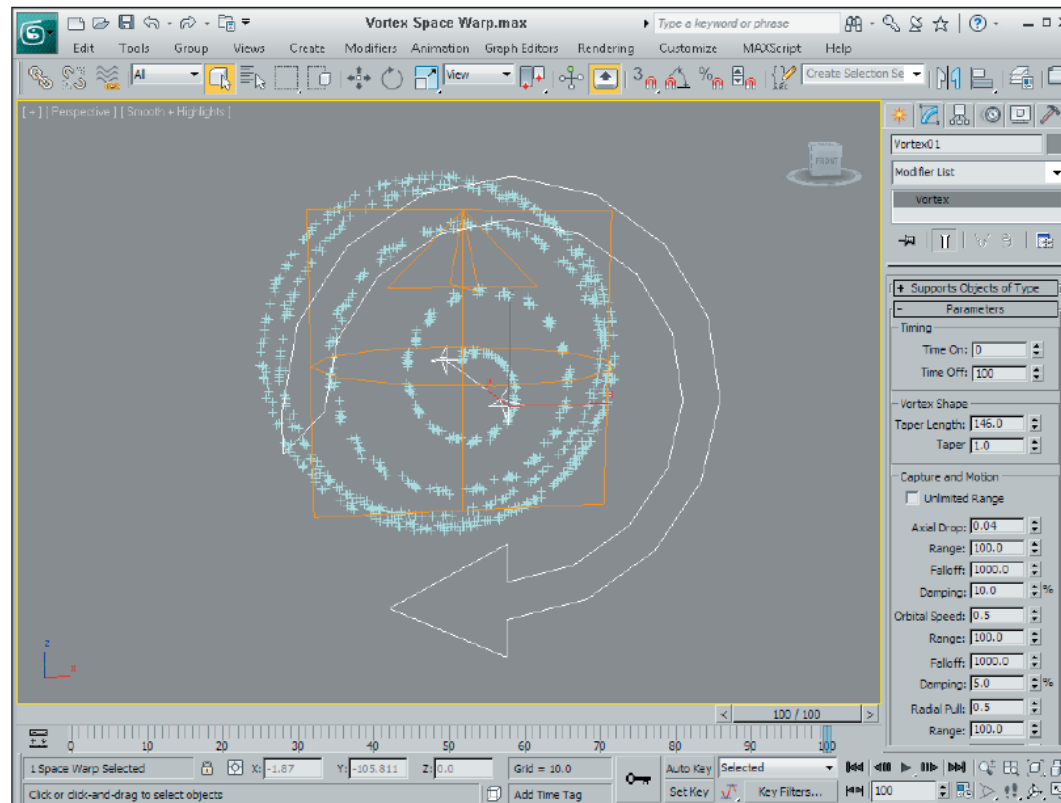 Vortex Space Warp.max
Type a keyword or phrase
Edit Tools Group Views Create Modifiers Animation Graph Editors Rendering Customize MAXScript Help
All
View
3
%
Create Selection Se
[ + ] [ Perspective ] [ Smooth + Highlights ]
FRONT
Vortex01
Modifier List
Vortex
+ Supports Objects of Type
- Parameters
Timing
Time On: 0
Time Off: 100
Vortex Shape
Taper Length: 146.0
Taper 1.0
Capture and Motion
Unlimited Range
Axial Drop: 0.04
Range: 100.0
Falloff: 1000.0
Damping: 10.0 %
Orbital Speed: 0.5
Range: 100.0
Falloff: 1000.0
Damping: 5.0 %
Radial Pull: 0.5
Range: 100.0
z
x
< 100 / 100 >
0 10 20 30 40 50 60 70 80 90 100
1 Space Warp Selected X: -1.87 Y: -105.811 Z: 0.0 Grid = 10.0 Auto Key Selected
Click or click-and-drag to select objects Add Time Tag Set Key Key Filters... 100